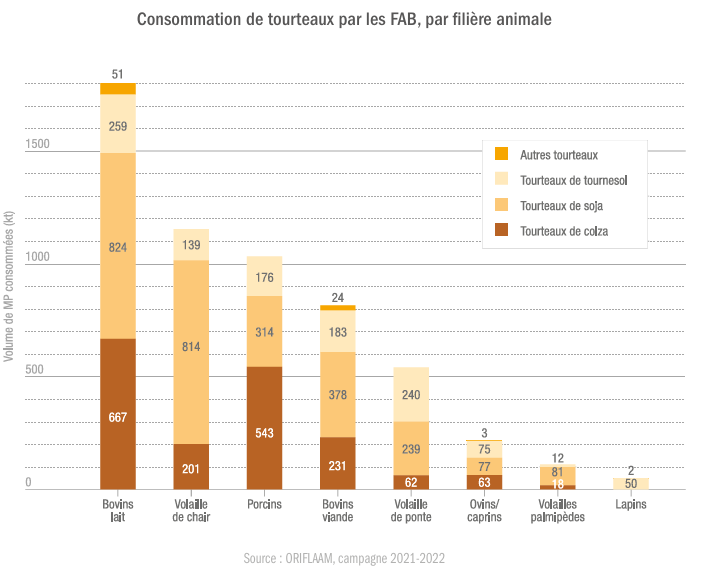 Consommation de tourteaux par les FAB, par filière animale
Volume de MP consommées (kt)
1500
1000
500
0
Autres tourteaux
Tourteaux de tournesol
Tourteaux de soja
Tourteaux de colza
51
259
824
667
139
814
201
176
314
543
24
183
378
231
240
239
62
3
75
77
63
12
81
18
2
50
Bovins
lait
Volaille
de chair
Porcins
Bovins
viande
Volaille
de ponte
Ovins/
caprins
Volailles
palmipèdes
Lapins
Source : ORIFLAAM, campagne 2021-2022